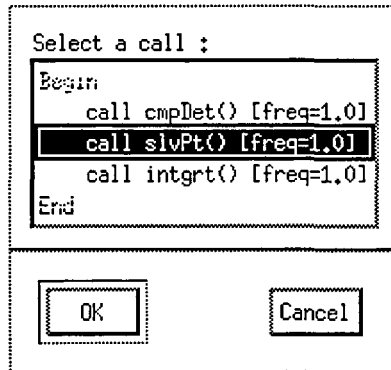 Select a call :
Begin
call cmpDet() [freq=1.0]
call slvPt() [freq=1.0]
call intgrt() [freq=1.0]
End
OK
Cancel